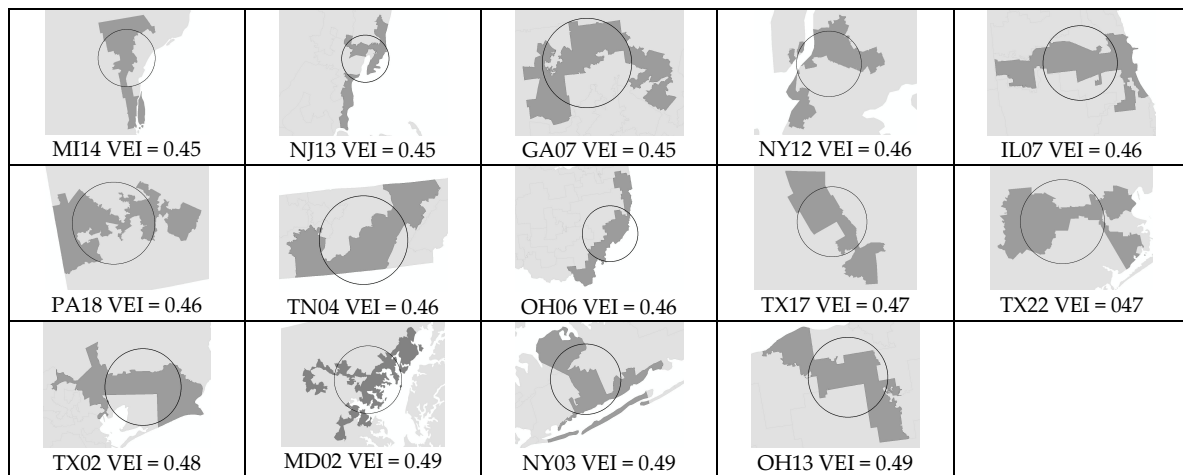 MI14 VEI = 0.45 NJ13 VEI = 0.45 GA07 VEI = 0.45 NY12 VEI = 0.46 IL07 VEI = 0.46
PA18 VEI = 0.46 TN04 VEI = 0.46 OH06 VEI = 0.46 TX17 VEI = 0.47 TX22 VEI = 047
TX02 VEI = 0.48 MD02 VEI = 0.49 NY03 VEI = 0.49 OH13 VEI = 0.49